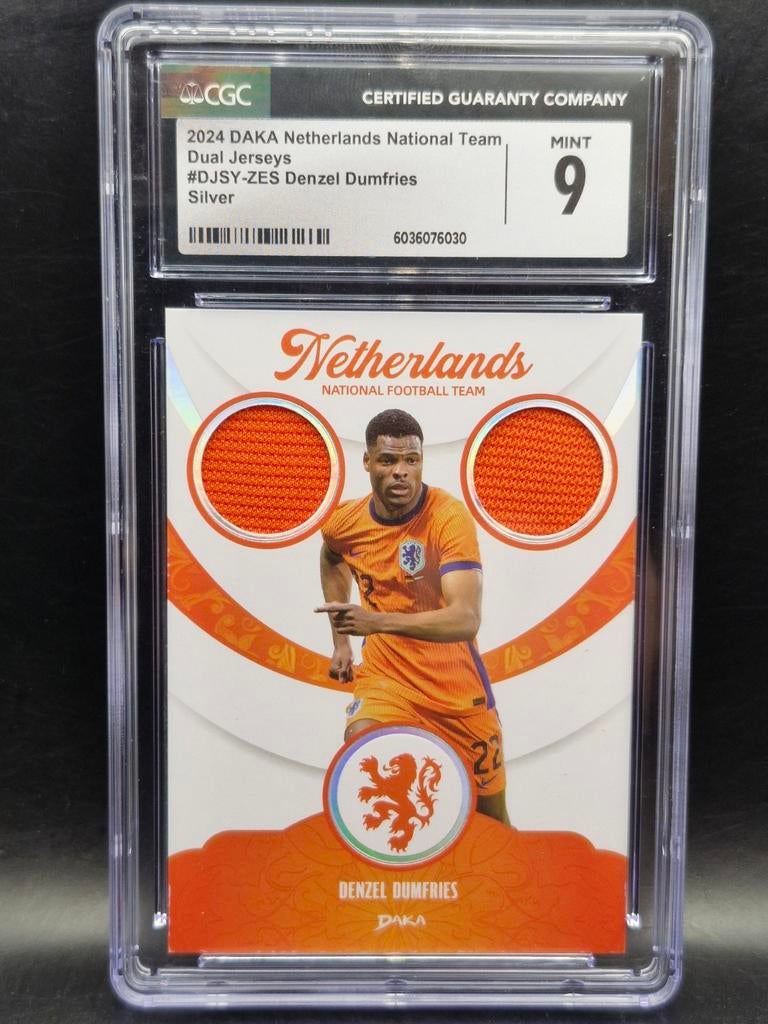 CGC
CERTIFIED GUARANTY COMPANY
2024 DAKA Netherlands National Team
Dual Jerseys
#DJSY-ZES Denzel Dumfries
Silver
MINT
9
6036076030
Netherlands
NATIONAL FOOTBALL TEAM
22
DENZEL DUMFRIES
DAKA